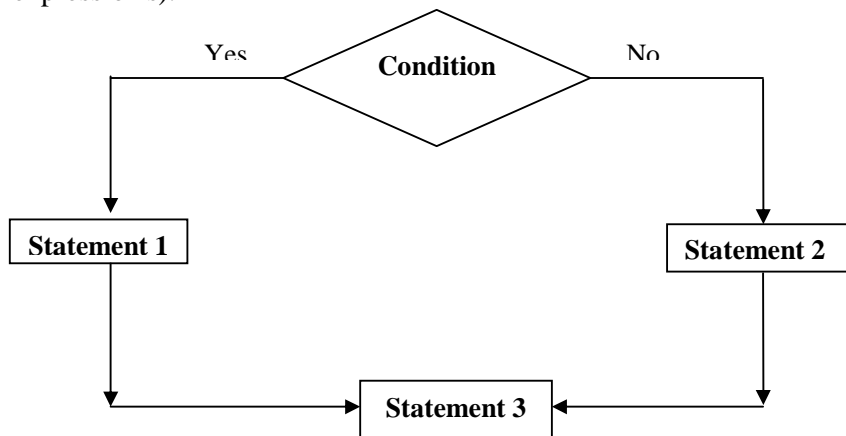 Yes
No
Condition
Statement 1
Statement 2
Statement 3